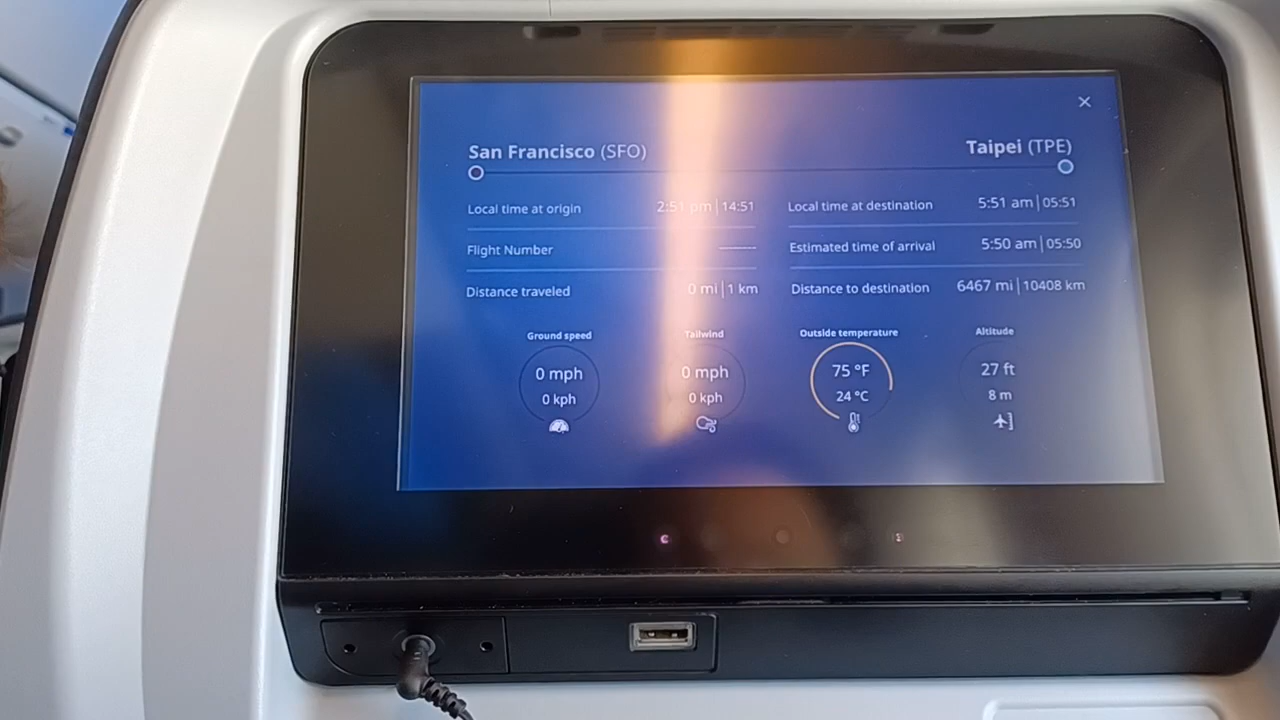 San Francisco (SFO)
Taipei (TPE)
Local time at origin 2:51 pm|14:51
Local time at destination 5:51 am|05:51
Flight Number --------
Estimated time of arrival 5:50 am|05:50
Distance traveled 0 mi|1 km
Distance to destination 6467 mi|10408 km
Ground speed
0 mph
0 kph
Tailwind
0 mph
0 kph
Outside temperature
75 °F
24 °C
Altitude
27 ft
8 m